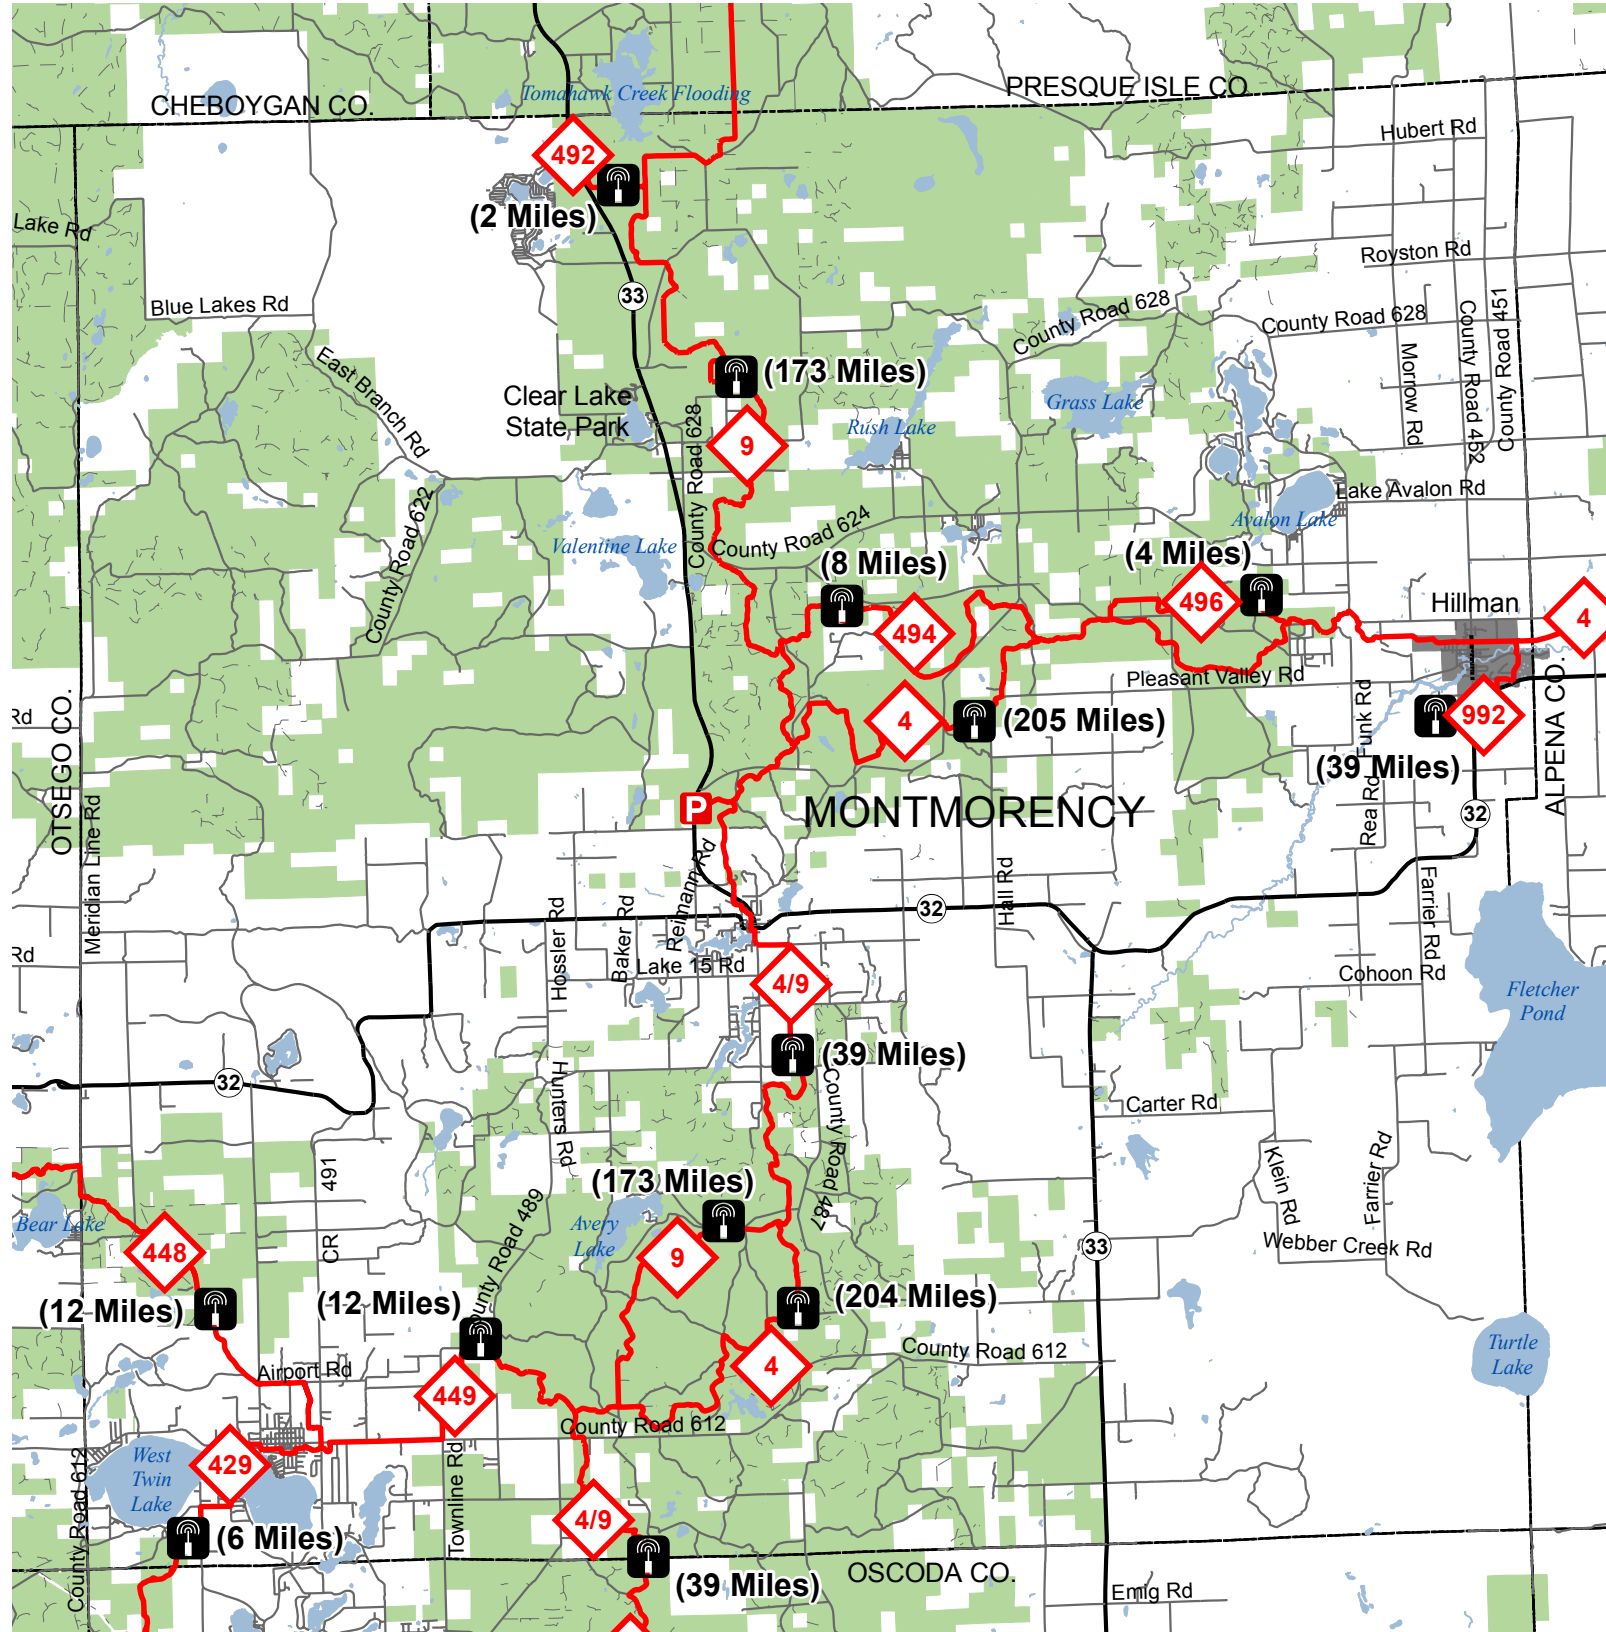 CHEBOYGAN CO.
Tomahawk Creek Flooding
PRESQUE ISLE CO.
Hubert Rd
492
(2 Miles)
Lake Rd
Royston Rd
33
Blue Lakes Rd
County Road 628
County Road 628
County Road 452
County Road 451
Morrow Rd
East Branch Rd
(173 Miles)
Clear Lake
State Park
Grass Lake
Rush Lake
9
County Road 628
County Road 622
Lake Avalon Rd
Avalon Lake
County Road 624
Valentine Lake
(8 Miles)
(4 Miles)
496
494
Hillman
4
Pleasant Valley Rd
4
(205 Miles)
992
(39 Miles)
Funk Rd
Rea Rd
Rd
OTSEGO CO.
Meridian Line Rd
ALPENA CO.
P
MONTMORENCY
32
Reimann Rd
Hossler Rd
Baker Rd
Lake 15 Rd
32
Hall Rd
Farrier Rd
Cohoon Rd
Rd
4/9
Fletcher
Pond
(39 Miles)
32
Hunters Rd
County Road 487
Carter Rd
CR 491
Klein Rd
Farrier Rd
(173 Miles)
Bear Lake
Avery
Lake
County Road 489
448
9
33
Webber Creek Rd
(12 Miles)
(12 Miles)
(204 Miles)
Airport Rd
County Road 612
Turtle
Lake
4
449
County Road 612
429
West
Twin
Lake
County Road 612
Townline Rd
4/9
(6 Miles)
(39 Miles)
OSCODA CO.
Emig Rd